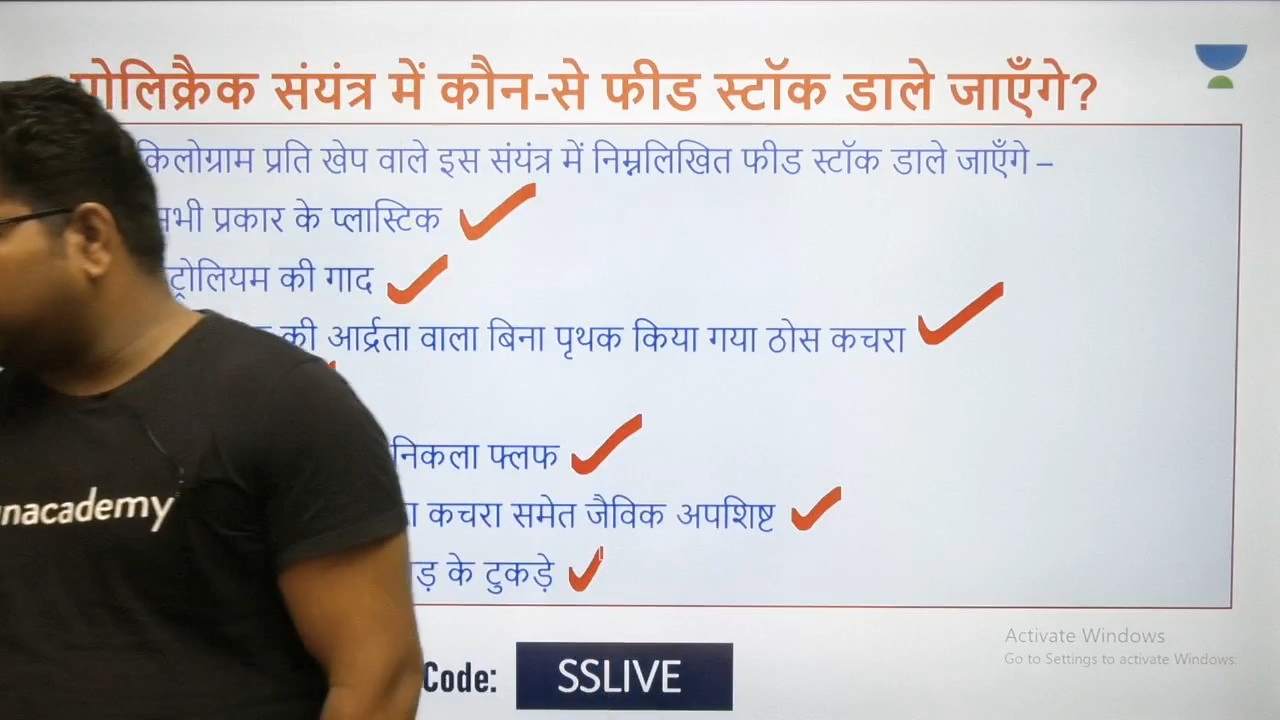 पोलिक्रैक संयंत्र में कौन-से फीड स्टॉक डाले जाएँगे?
किलोग्राम प्रति खेप वाले इस संयंत्र में निम्नलिखित फीड स्टॉक डाले जाएँगे –
सभी प्रकार के प्लास्टिक
की गाद
की आर्द्रता वाला बिना पृथक किया गया ठोस कचरा
निकला फ्लफ
कचरा समेत जैविक अपशिष्ट
के टुकड़े
unacademy
Code: SSLIVE
Activate Windows
Go to Settings to activate Windows.